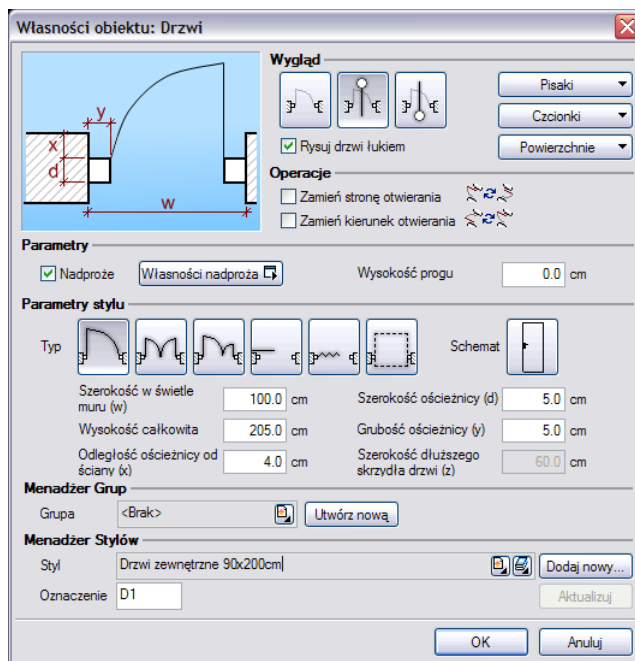 Własności obiektu: Drzwi
y
x
d
w
Wygląd
Pisaki
Czcionki
Rysuj drzwi łukiem
Powierzchnie
Operacje
Zamień stronę otwierania
Zamień kierunek otwierania
Parametry
Nadproże
Własności nadproża
Wysokość progu
0.0 cm
Parametry stylu
Typ
Schemat
Szerokość w świetle
muru (w)
100.0 cm
Szerokość ościeżnicy (d)
5.0 cm
Wysokość całkowita
205.0 cm
Grubość ościeżnicy (y)
5.0 cm
Odległość ościeżnicy od
ściany (x)
4.0 cm
Szerokość dłuższego
skrzydła drzwi (z)
60.0 cm
Menadżer Grup
Grupa
<Brak>
Utwórz nową
Menadżer Stylów
Styl
Drzwi zewnętrzne 90x200cm
Dodaj nowy...
Oznaczenie
D1
Aktualizuj
OK
Anuluj